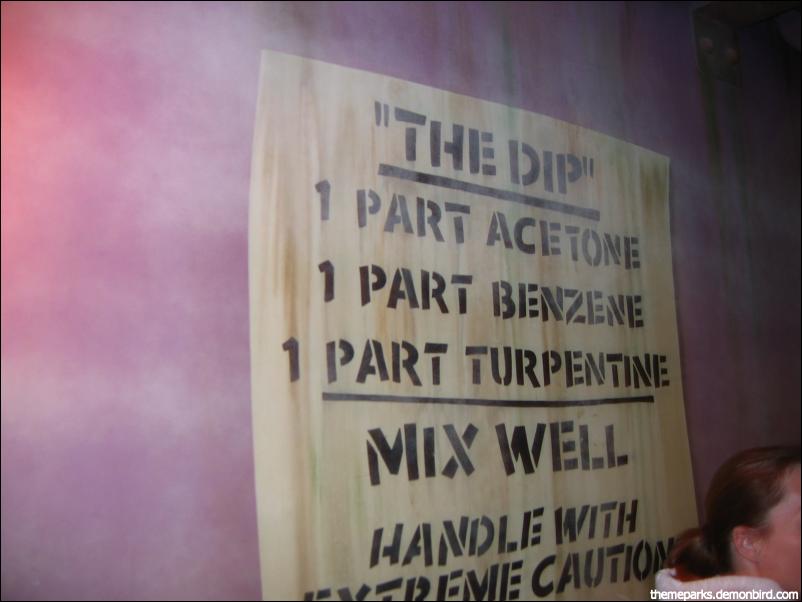 "THE DIP"
1 PART ACETONE
1 PART BENZENE
1 PART TURPENTINE
MIX WELL
HANDLE WITH
EXTREME CAUTION
themeparks.demonbird.com